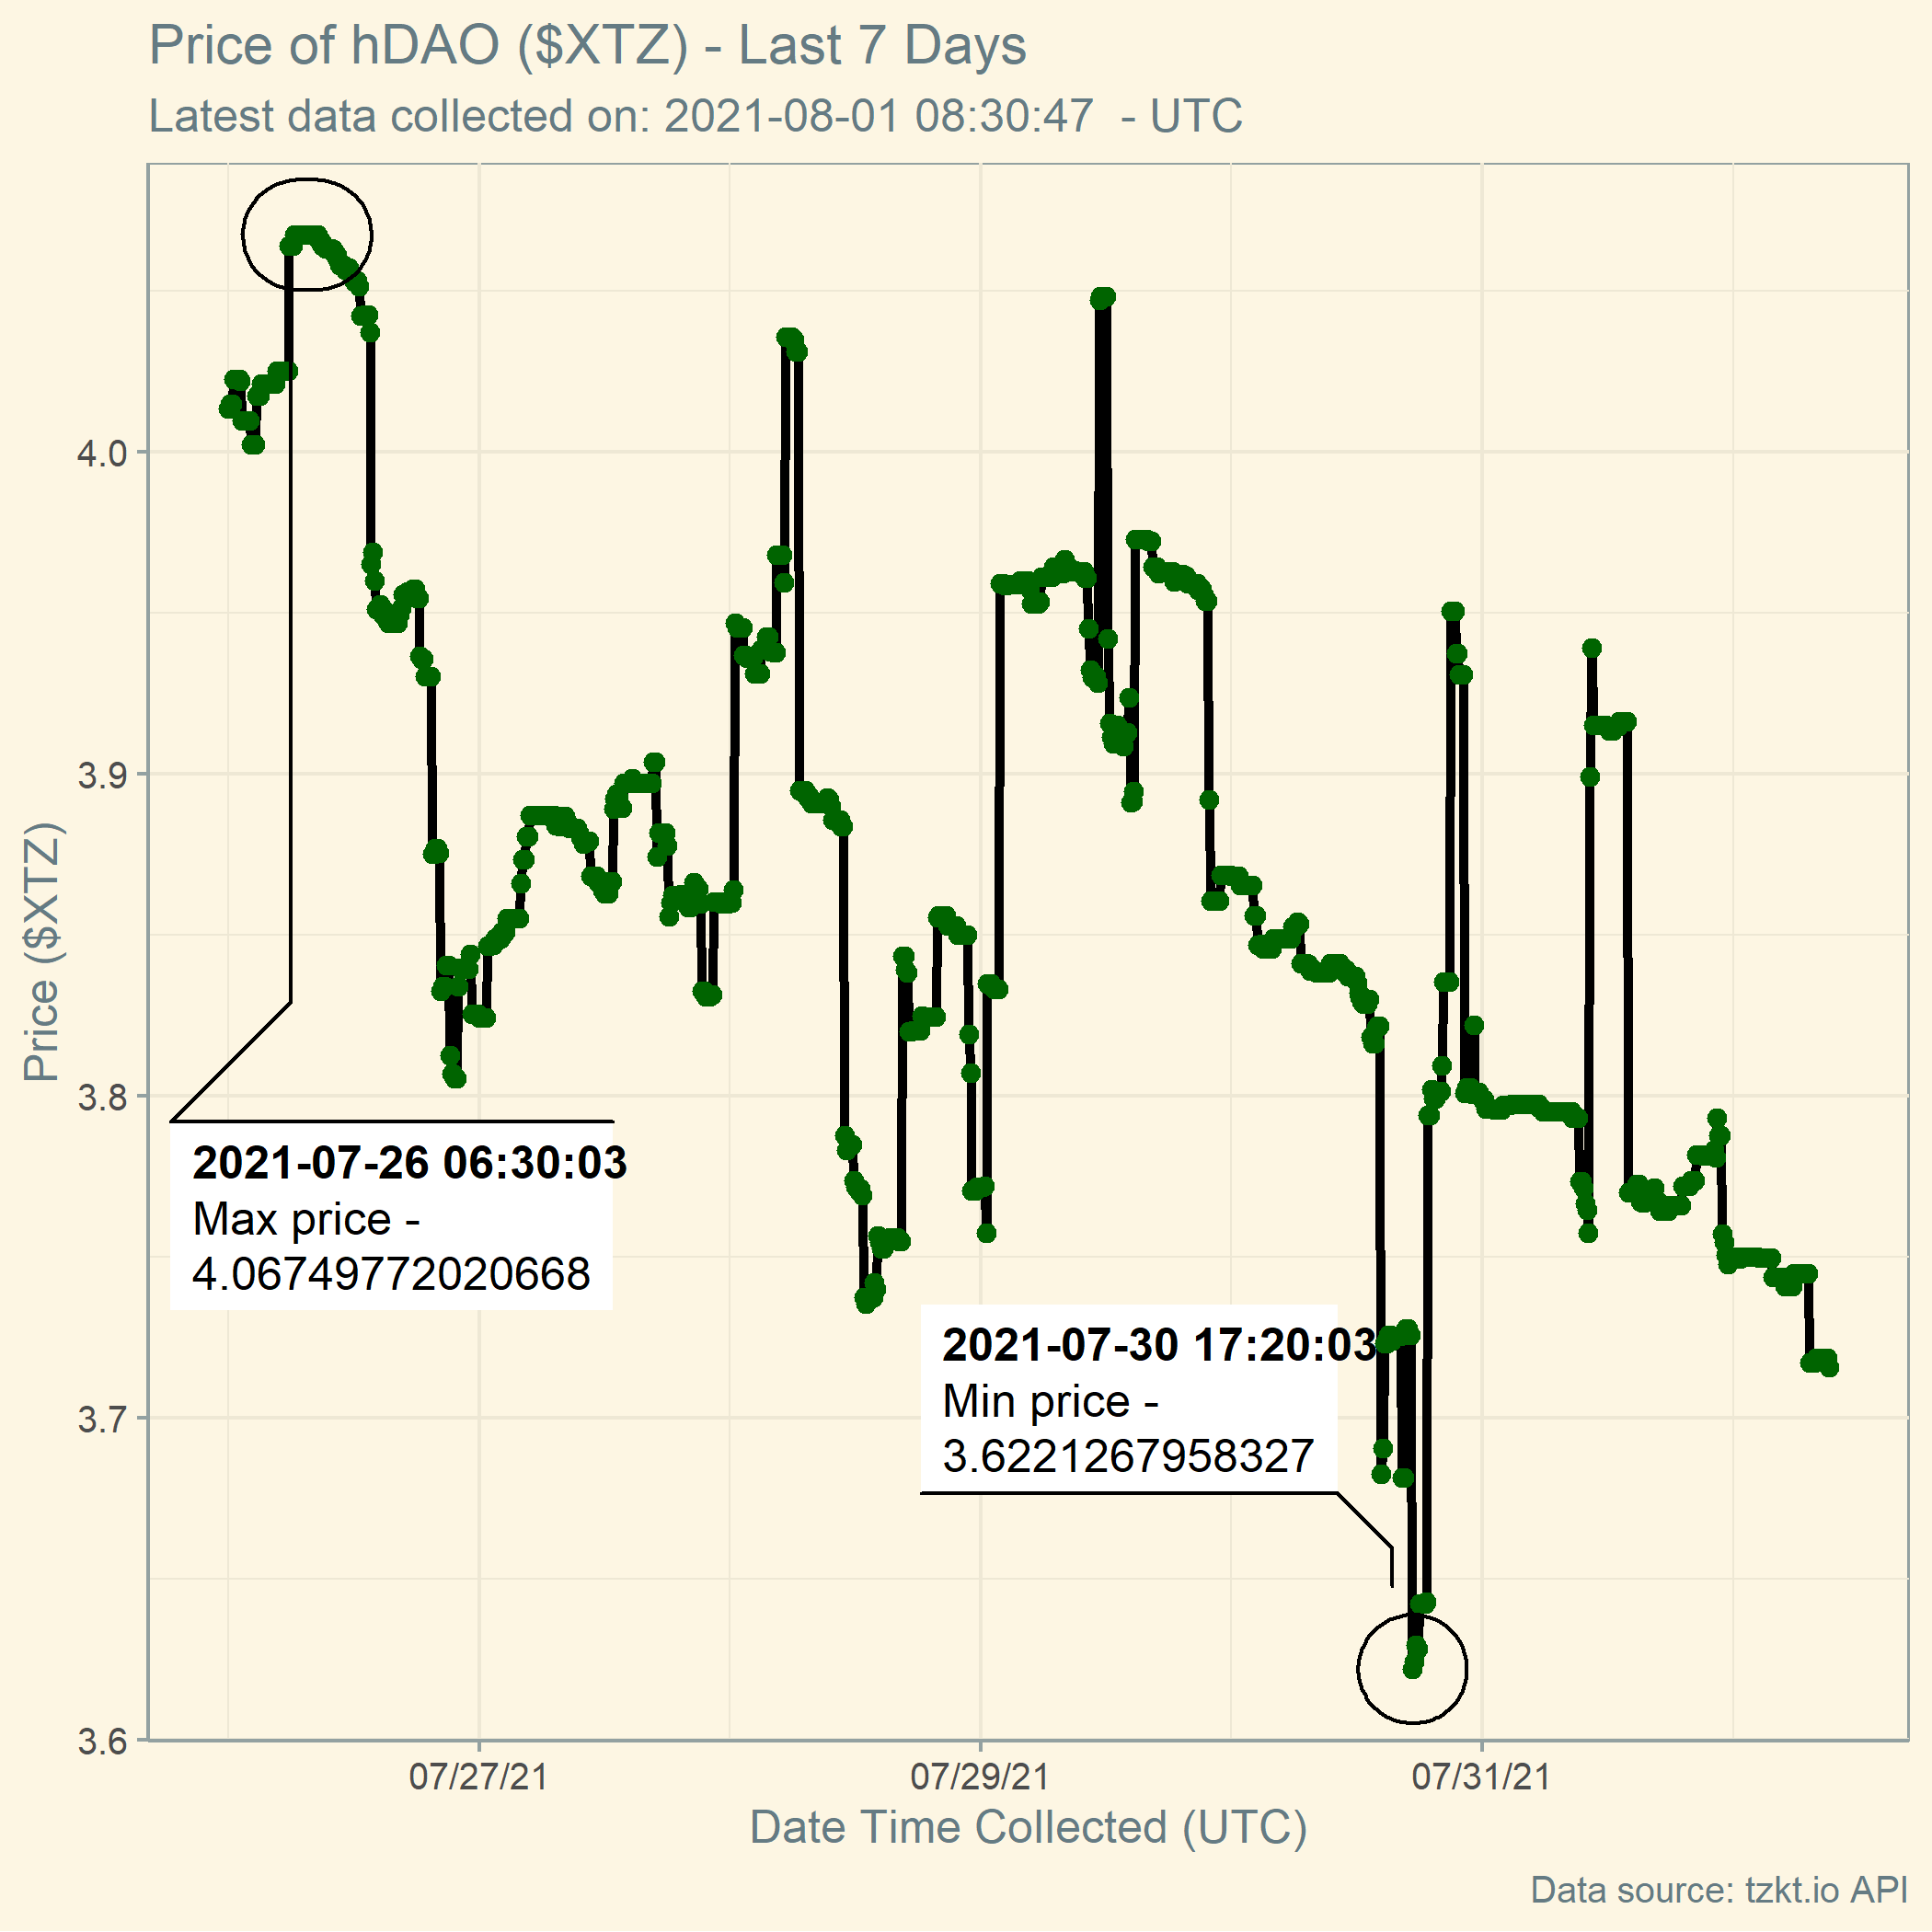 Price of hDAO ($XTZ) - Last 7 Days
Latest data collected on: 2021-08-01 08:30:47  - UTC
Price ($XTZ)
4.0
3.9
3.8
3.7
3.6
2021-07-26 06:30:03
Max price -
4.06749772020668
2021-07-30 17:20:03
Min price -
3.6221267958327
07/27/21
07/29/21
07/31/21
Date Time Collected (UTC)
Data source: tzkt.io API